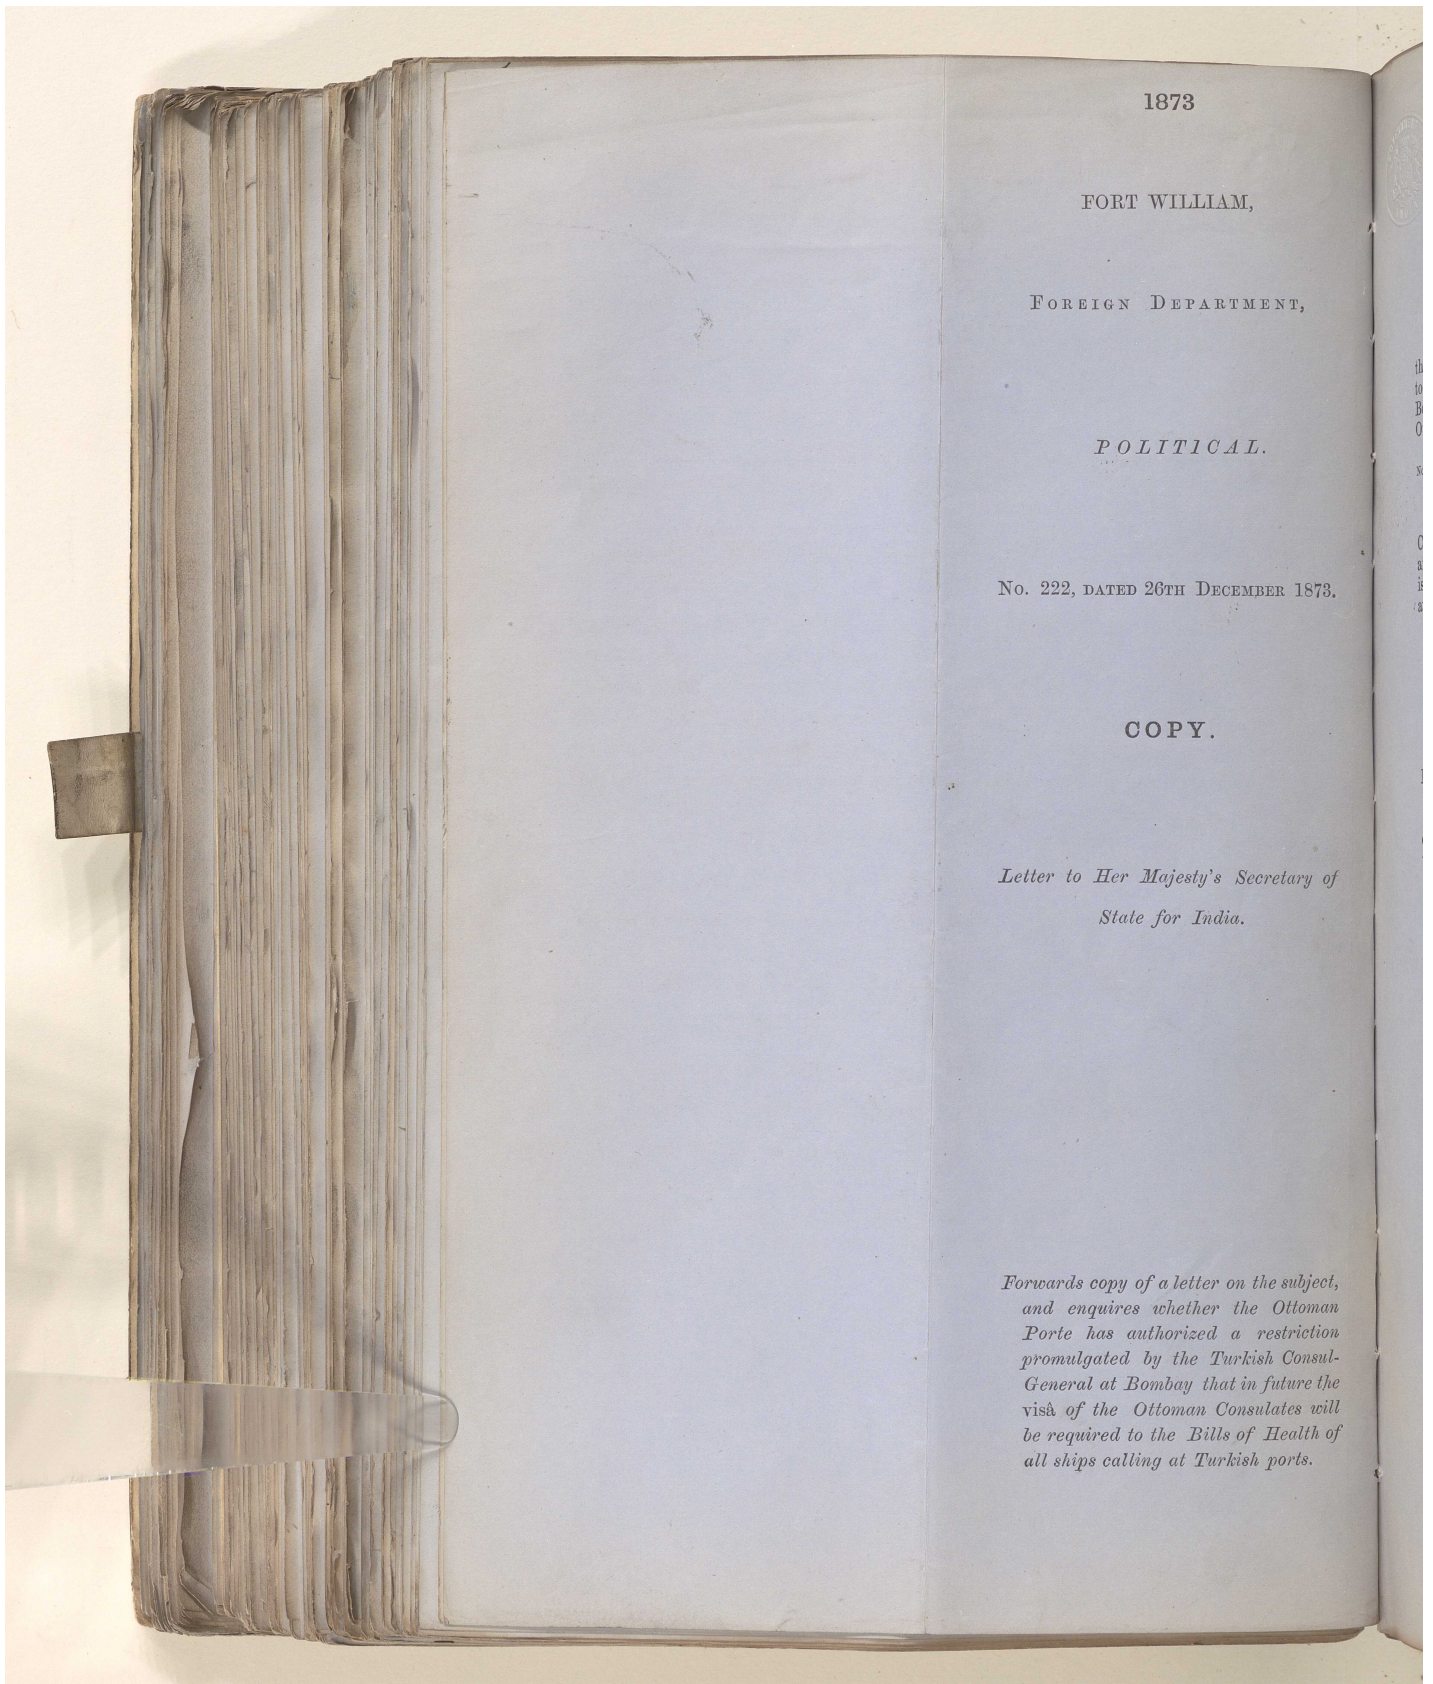 1873
FORT WILLIAM,
FOREIGN DEPARTMENT,
POLITICAL.
No. 222, DATED 26TH DECEMBER 1873.
COPY.
Letter to Her Majesty's Secretary of
State for India.
Forwards copy of a letter on the subject,
and enquires whether the Ottoman
Porte has authorized a restriction
promulgated by the Turkish Consul-
General at Bombay that in future the
visâ of the Ottoman Consulates will
be required to the Bills of Health of
all ships calling at Turkish ports.